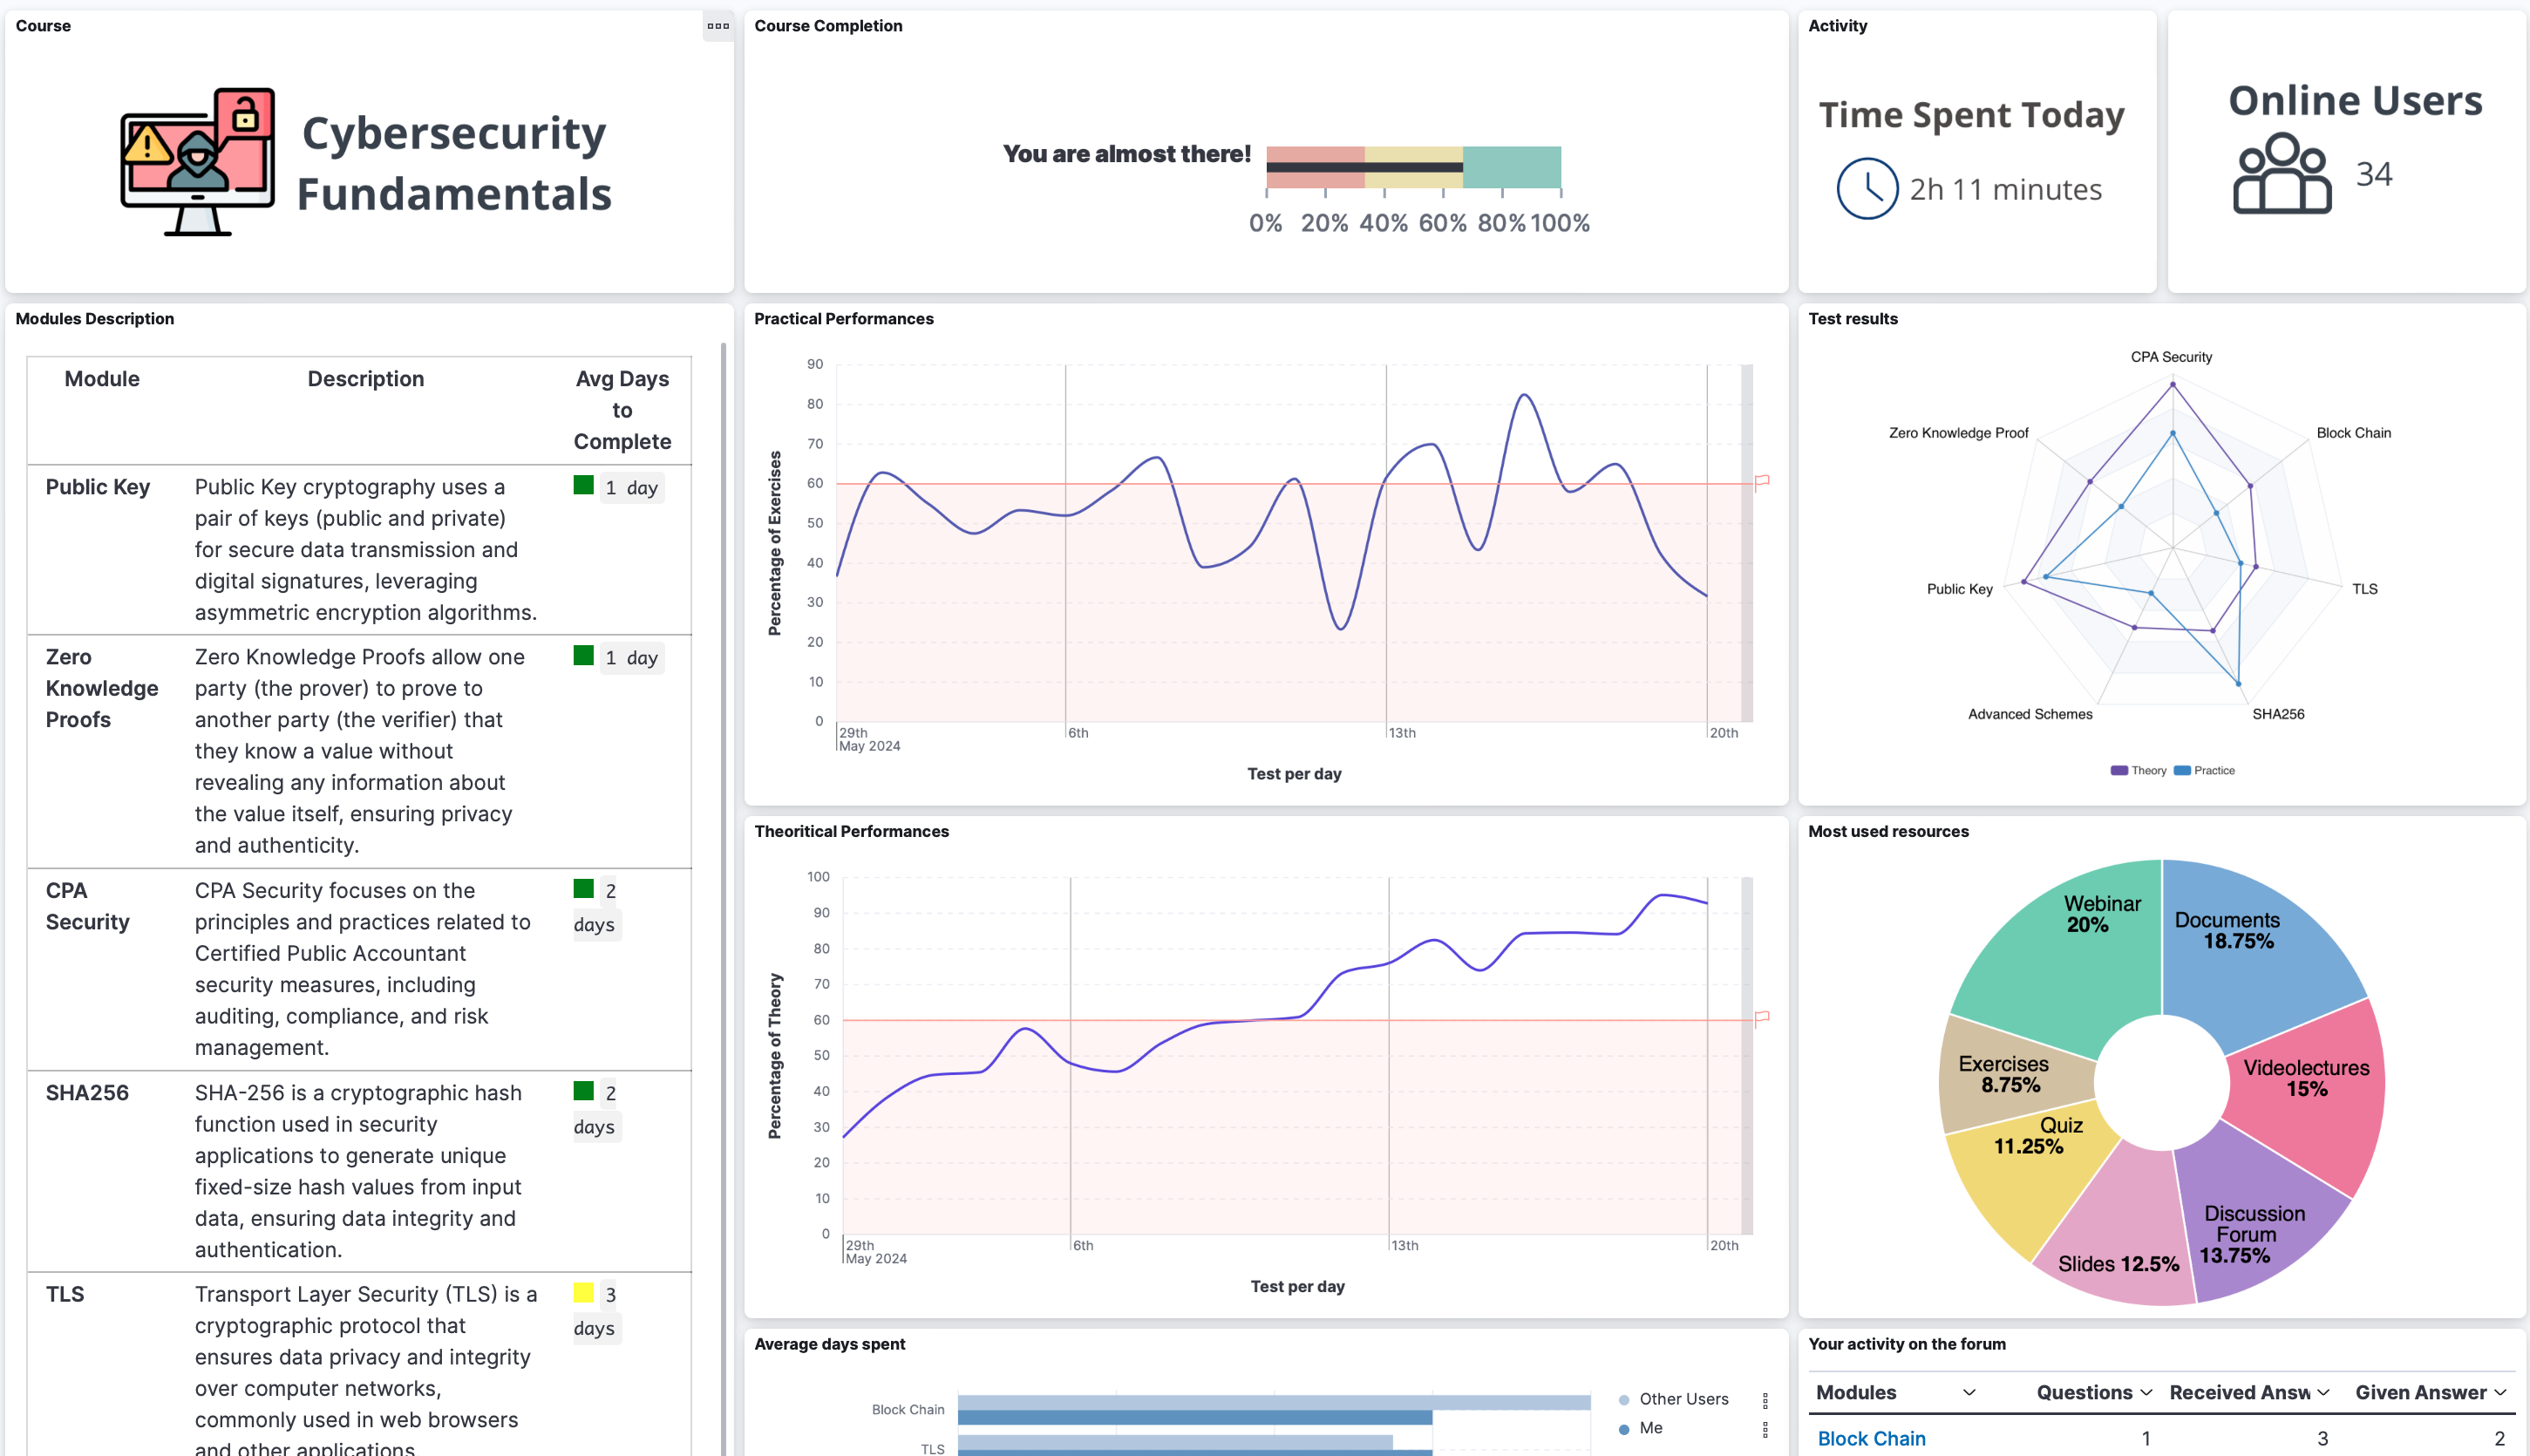 Course
Cybersecurity
Fundamentals
Course Completion
You are almost there!
0% 20% 40% 60% 80% 100%
Activity
Time Spent Today
2h 11 minutes
Online Users
34
Modules Description
Module Description Avg Days
to
Complete
Public Key
Public Key cryptography uses a
pair of keys (public and private)
for secure data transmission and
digital signatures, leveraging
asymmetric encryption algorithms.
1 day
Zero
Knowledge
Proofs
Zero Knowledge Proofs allow one
party (the prover) to prove to
another party (the verifier) that
they know a value without
revealing any information about
the value itself, ensuring privacy
and authenticity.
1 day
CPA
Security
CPA Security focuses on the
principles and practices related to
Certified Public Accountant
security measures, including
auditing, compliance, and risk
management.
2
days
SHA256
SHA-256 is a cryptographic hash
function used in security
applications to generate unique
fixed-size hash values from input
data, ensuring data integrity and
authentication.
2
days
TLS
Transport Layer Security (TLS) is a
cryptographic protocol that
ensures data privacy and integrity
over computer networks,
commonly used in web browsers
and other applications
3
days
Practical Performances
Percentage of Exercises
90
80
70
60
50
40
30
20
10
0
29th
May 2024
6th
13th
20th
Test per day
Test results
CPA Security
Block Chain
TLS
SHA256
Advanced Schemes
Public Key
Zero Knowledge Proof
Theory Practice
Theoritical Performances
Percentage of Theory
100
90
80
70
60
50
40
30
20
10
0
29th
May 2024
6th
13th
20th
Test per day
Most used resources
Webinar
20%
Documents
18.75%
Videolectures
15%
Discussion
Forum
13.75%
Slides 12.5%
Quiz
11.25%
Exercises
8.75%
Average days spent
Block Chain
TLS
Other Users
Me
Your activity on the forum
Modules Questions Received Answ Given Answer
Block Chain 1 3 2